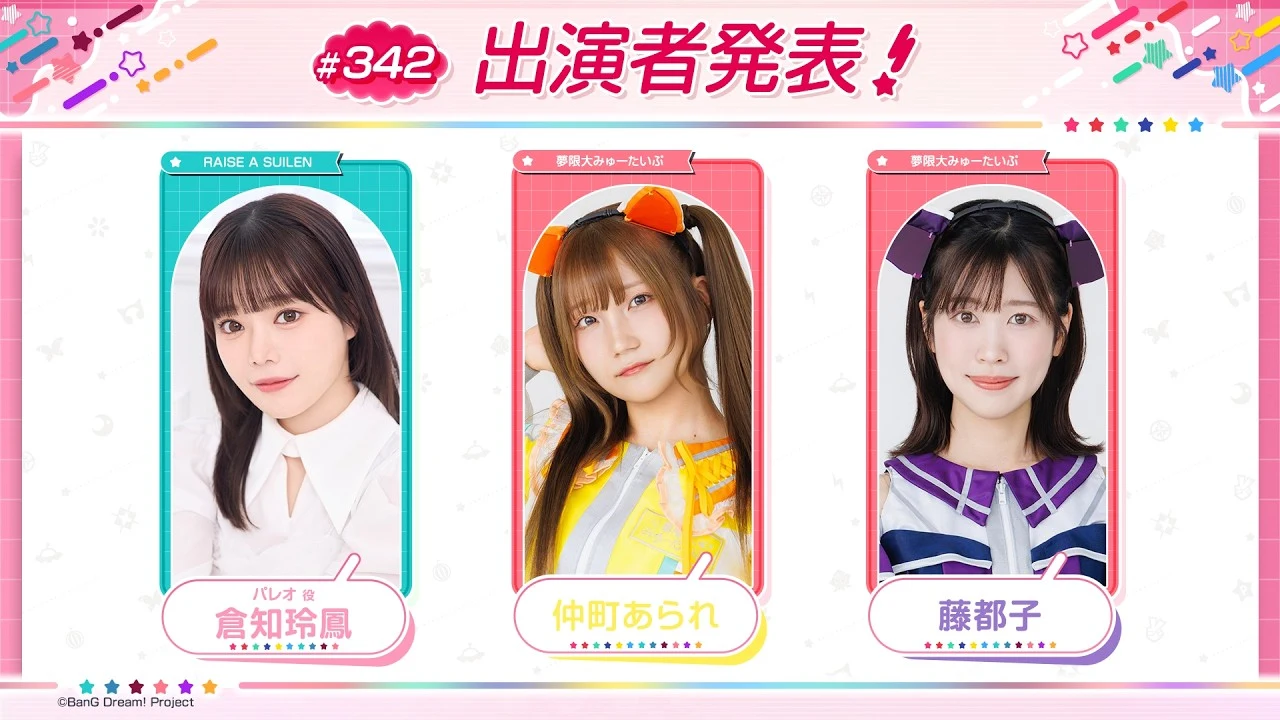 #342
出演者発表!
RAISE A SUILEN
夢限大みゅーたいぷ
夢限大みゅーたいぷ
パレオ 役
倉知玲鳳
仲町あられ
藤都子
©BanG Dream! Project